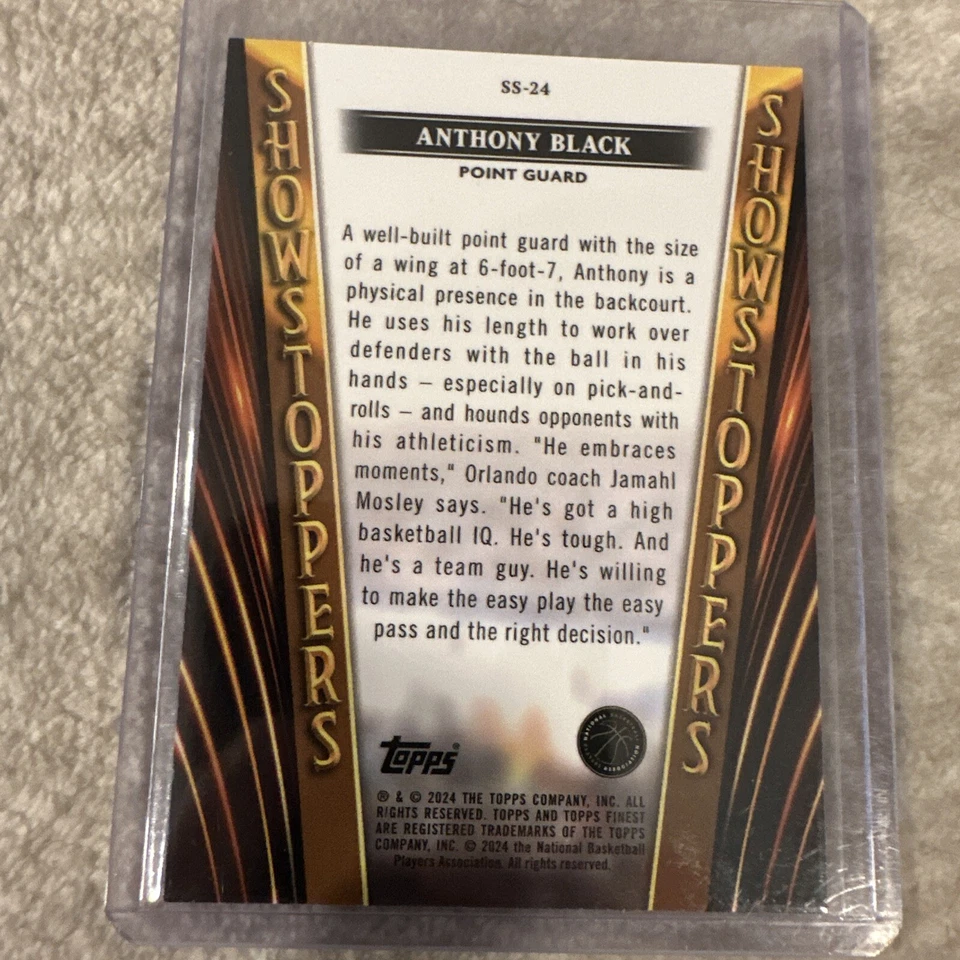 SS-24
ANTHONY BLACK
POINT GUARD
SHOWSTOPPERS
A well-built point guard with the size
of a wing at 6-foot-7, Anthony is a
physical presence in the backcourt.
He uses his length to work over
defenders with the ball in his
hands – especially on pick-and-
rolls – and hounds opponents with
his athleticism. "He embraces
moments," Orlando coach Jamahl
Mosley says. "He's got a high
basketball IQ. He's tough. And
he's a team guy. He's willing
to make the easy play the easy
pass and the right decision."
SHOWSTOPPERS
Topps®
NATIONAL BASKETBALL PLAYERS ASSOCIATION
® & © 2024 THE TOPPS COMPANY, INC. ALL
RIGHTS RESERVED. TOPPS AND TOPPS FINEST
ARE REGISTERED TRADEMARKS OF THE TOPPS
COMPANY, INC. © 2024 the National Basketball
Players Association. All rights reserved.